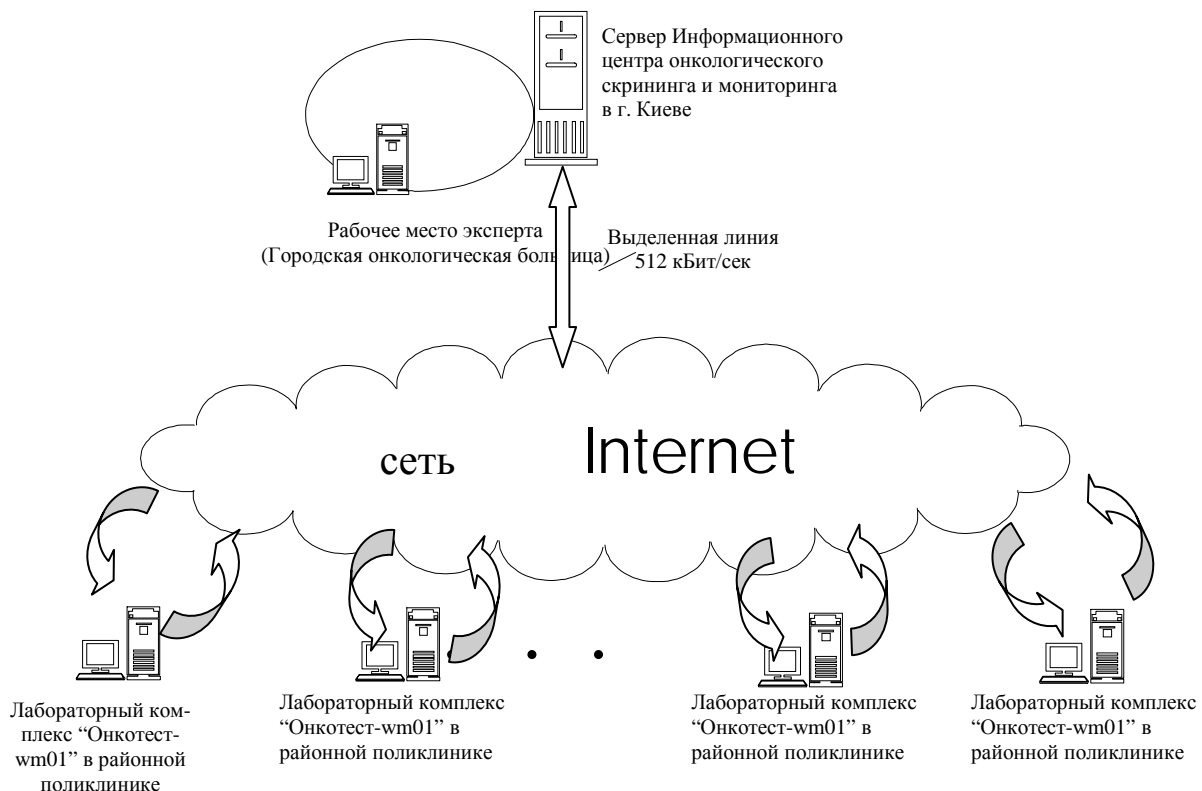 Сервер Информационного
центра онкологического
скрининга и мониторинга
в г. Киеве
Рабочее место эксперта
(Городская онкологическая больница)
Выделенная линия
512 кБит/сек
сеть Internet
Лабораторный ком-
плекс “Онкотест-
wm01” в районной
поликлинике
Лабораторный комплекс
“Онкотест-wm01” в
районной поликлинике
Лабораторный комплекс
“Онкотест-wm01” в
районной поликлинике
Лабораторный комплекс
“Онкотест-wm01” в
районной поликлинике